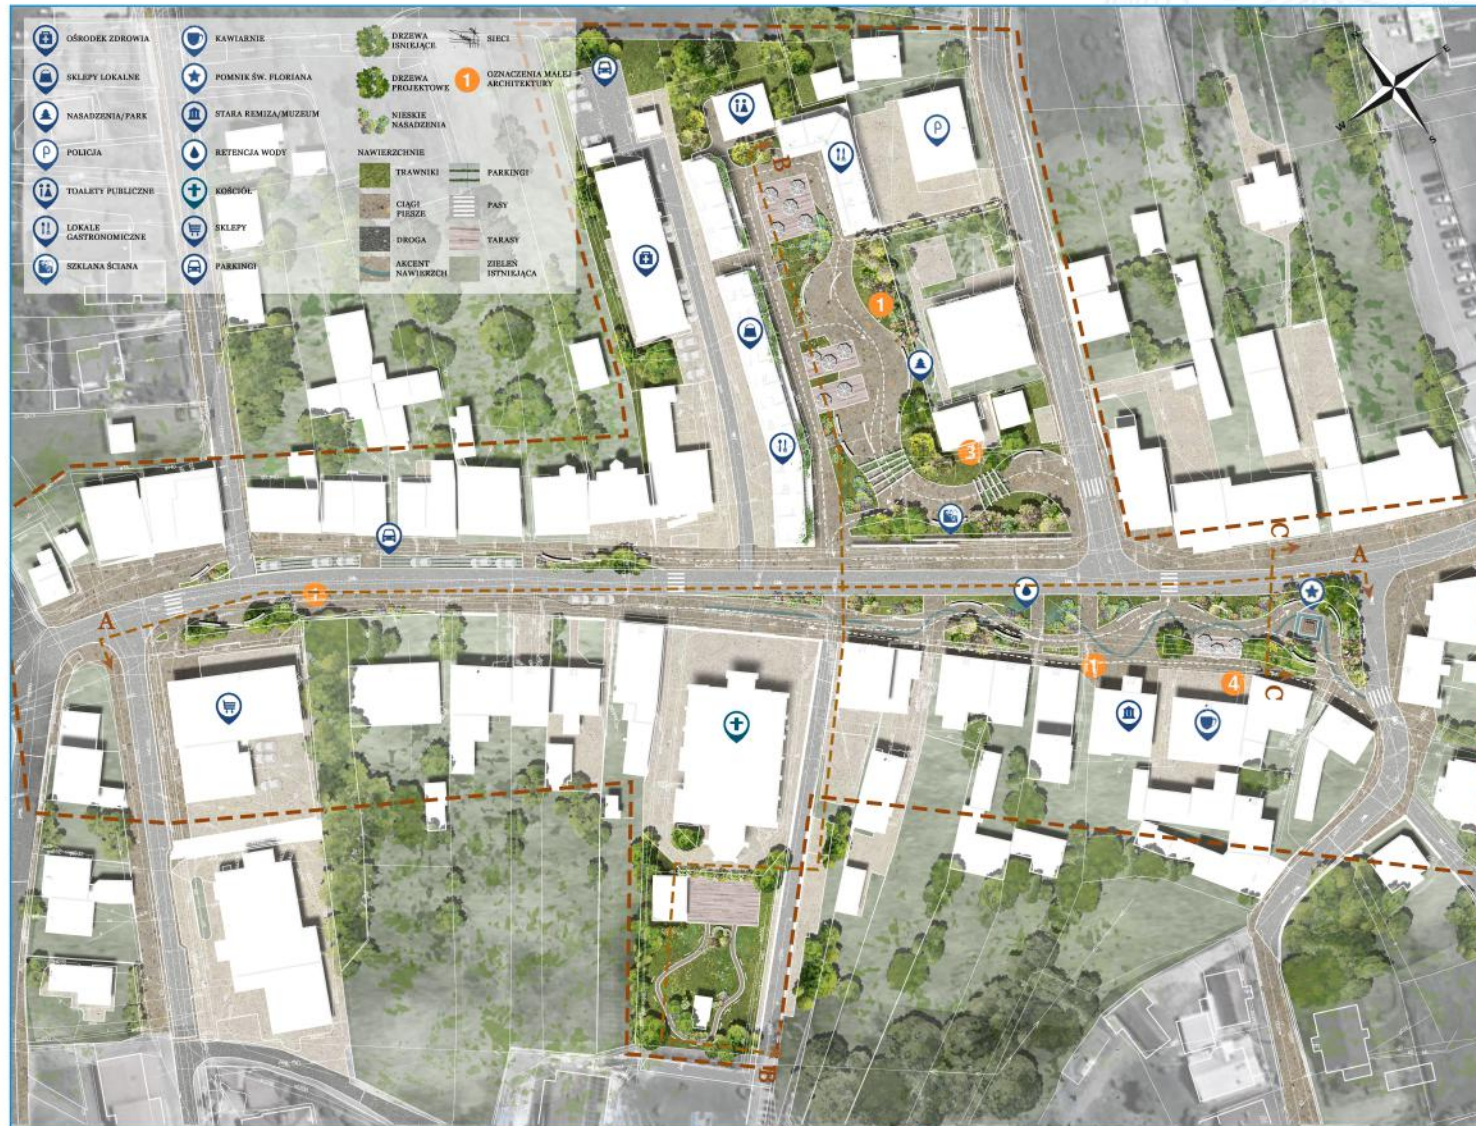 OŚRODEK ZDROWIA
SKLEPY LOKALNE
NASADZENIA/PARK
P
POLICJA
TOALETY PUBLICZNE
LOKALE
GASTRONOMICZNE
SZKLANA ŚCIANA
KAWIARNIE
POMNIK ŚW. FLORIANA
STARA REMIZA/MUZEUM
RETENCJA WODY
KOŚCIÓŁ
SKLEPY
PARKINGI
DRZEWA
ISNIEJĄCE
DRZEWA
PROJEKTOWE
NIESKIE
NASADZENIA
SIECI
1
OZNACZENIA MAŁEJ
ARCHITEKTURY
NAWIERZCHNIE
TRAWNIKI
CIĄGI
PIESZE
DROGA
AKCENT
NAWIERZCH
PARKINGI
PASY
TARASY
ZIELEŃ
ISTNIEJĄCA
E
W
S
P
B
1
3
C
A
A
1
4
C
B